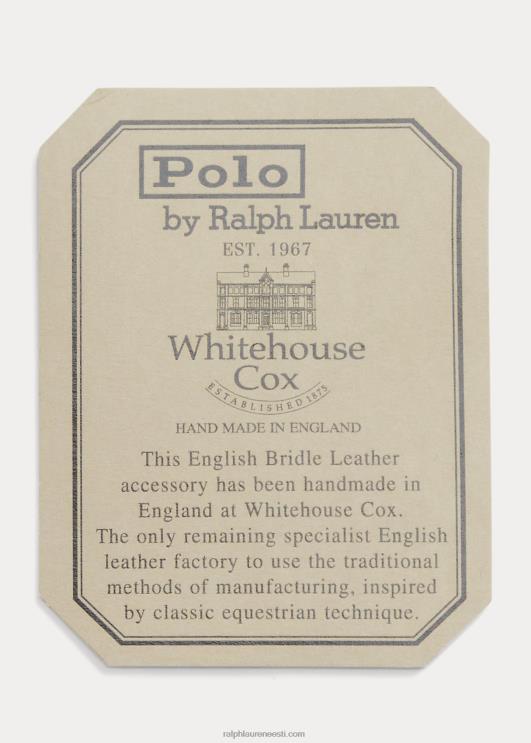 Polo
by Ralph Lauren
EST. 1967
Whitehouse
Cox
ESTABLISHED 1875
HAND MADE IN ENGLAND
This English Bridle Leather
accessory has been handmade in
England at Whitehouse Cox.
The only remaining specialist English
leather factory to use the traditional
methods of manufacturing, inspired
by classic equestrian technique.
ralphlaureneesti.com